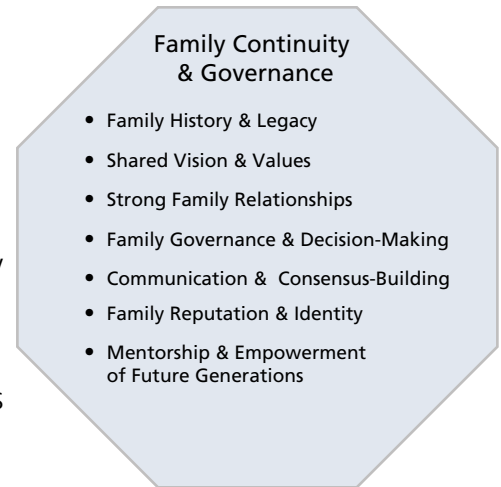 Family Continuity
& Governance
• Family History & Legacy
• Shared Vision & Values
• Strong Family Relationships
• Family Governance & Decision-Making
• Communication & Consensus-Building
• Family Reputation & Identity
• Mentorship & Empowerment
of Future Generations